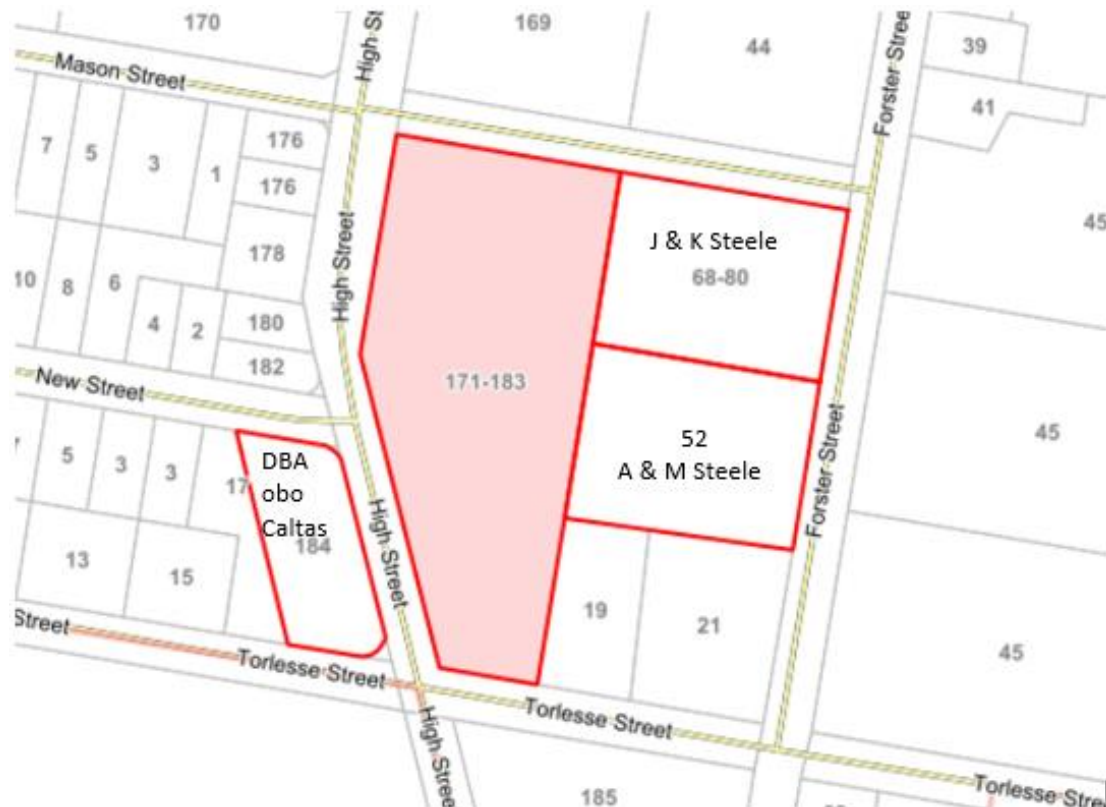 170
High St
169
44
Forster Stree
39
41
Mason Street
7
5
3
1
176
176
178
High Street
J & K Steele
68-80
45
10
8
6
4
2
180
182
171-183
45
New Street
52
A & M Steele
Forster Street
5
3
3
17
DBA
obo
Caltas
184
High Street
13
15
19
21
45
Street
Torlesse Street
Torlesse Street
High Stree
185
Torlesse Stre